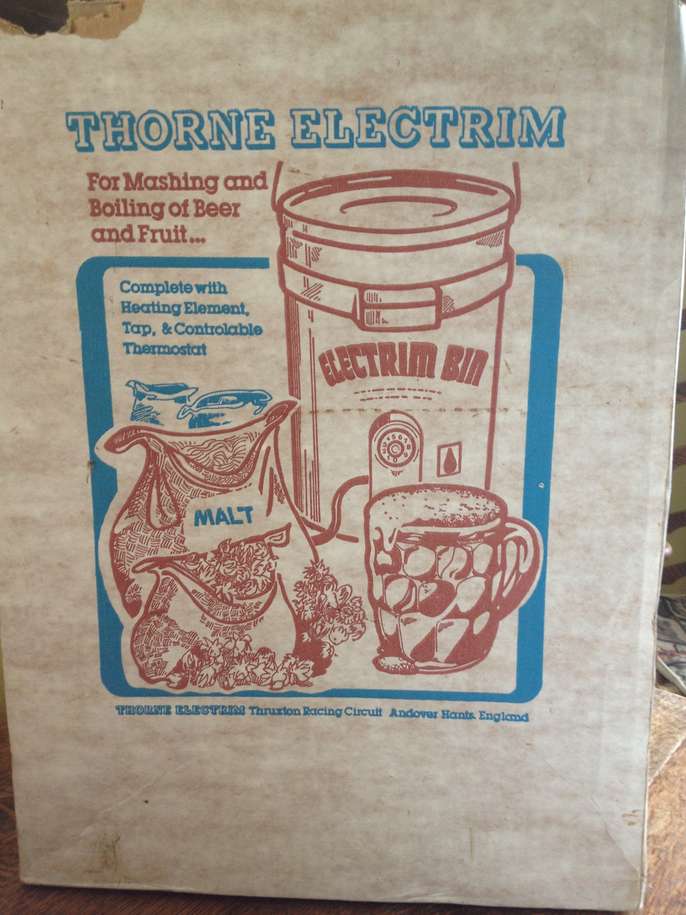 THORNE ELECTRIM
For Mashing and
Boiling of Beer
and Fruit...
Complete with
Heating Element,
Tap, & Controlable
Thermostat
ELECTRIM BIN
MALT
THORNE ELECTRIM Thruxton Racing Circuit Andover Hants. England